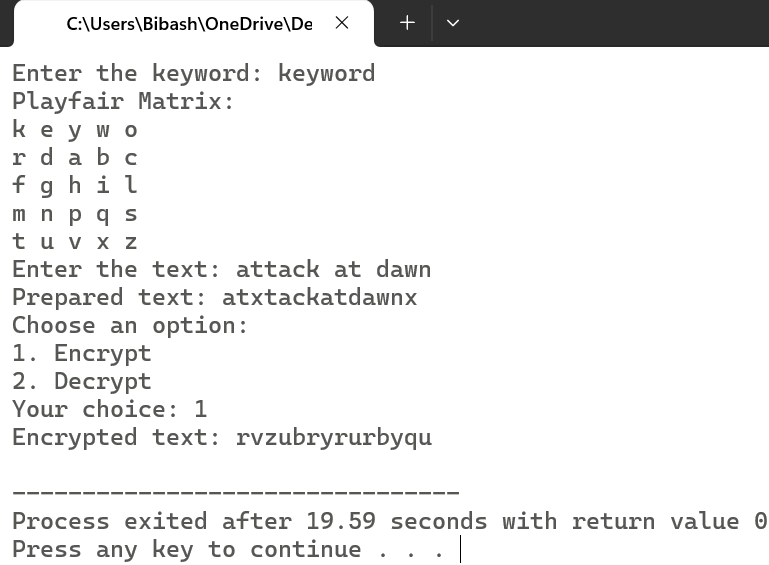 C:\Users\Bibash\OneDrive\De
Enter the keyword: keyword
Playfair Matrix:
k e y w o
r d a b c
f g h i l
m n p q s
t u v x z
Enter the text: attack at dawn
Prepared text: atxtackatdawnx
Choose an option:
1. Encrypt
2. Decrypt
Your choice: 1
Encrypted text: rvzubryrurbyqu
--------------------------------
Process exited after 19.59 seconds with return value 0
Press any key to continue . . .